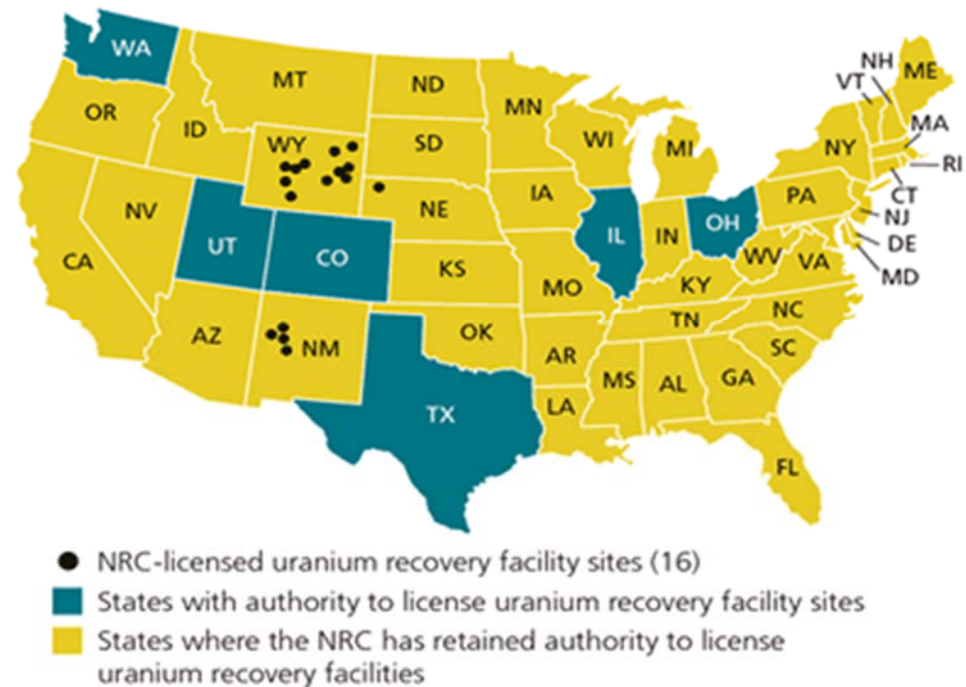 WA
MT
ND
MN
OR
ID
WY
SD
WI
MI
NY
VT
NH
ME
MA
RI
CT
NJ
DE
MD
NV
UT
CO
NE
IA
IL
IN
OH
PA
WV
VA
CA
KS
MO
KY
AZ
NM
OK
AR
TN
NC
SC
TX
LA
MS
AL
GA
FL
NRC-licensed uranium recovery facility sites (16)
States with authority to license uranium recovery facility sites
States where the NRC has retained authority to license
uranium recovery facilities